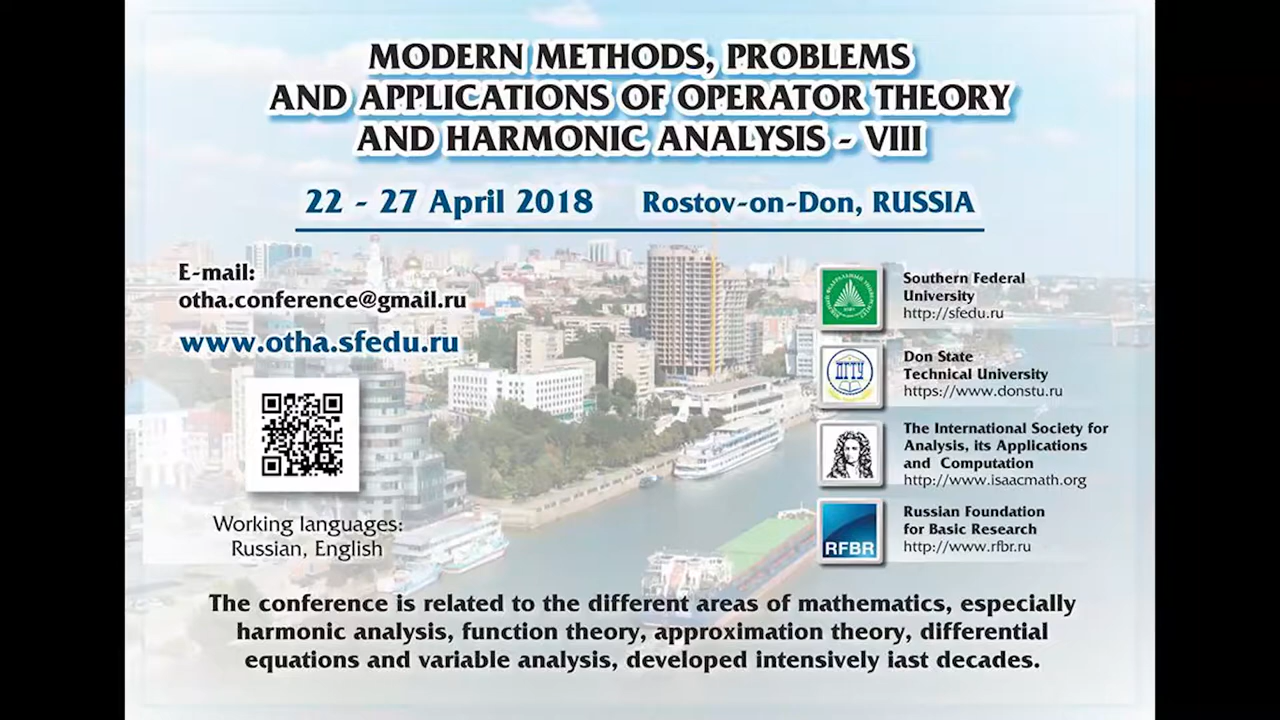 MODERN METHODS, PROBLEMS
AND APPLICATIONS OF OPERATOR THEORY
AND HARMONIC ANALYSIS - VIII
22 - 27 April 2018 Rostov-on-Don, RUSSIA
E-mail:
otha.conference@gmail.ru
www.otha.sfedu.ru
Working languages:
Russian, English
Southern Federal
University
http://sfedu.ru
ДГТУ
Don State
Technical University
https://www.donstu.ru
The International Society for
Analysis, its Applications
and Computation
http://www.isaacmath.org
RFBR
Russian Foundation
for Basic Research
http://www.rfbr.ru
The conference is related to the different areas of mathematics, especially
harmonic analysis, function theory, approximation theory, differential
equations and variable analysis, developed intensively iast decades.